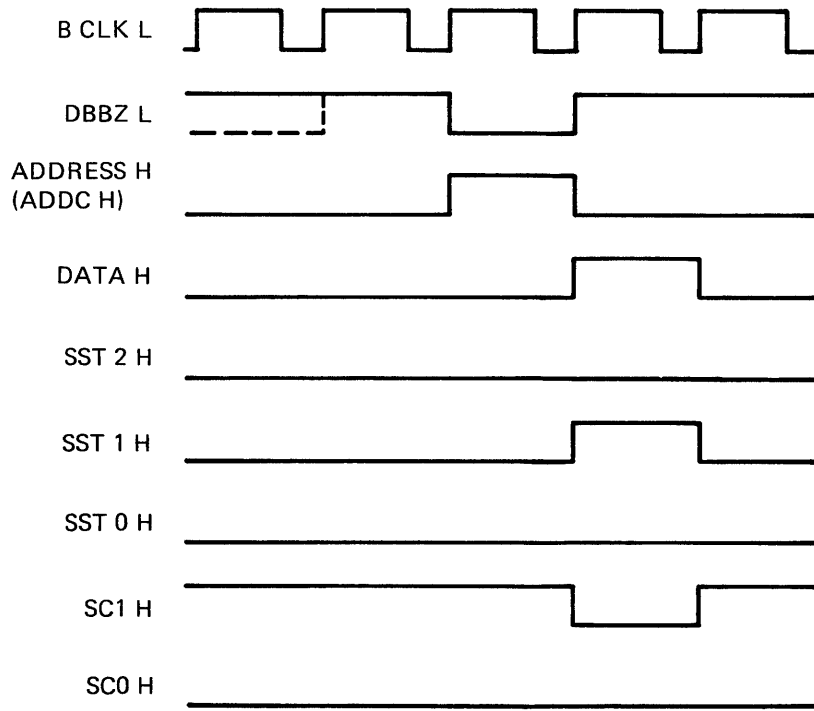 B CLK L
DBBZ L
ADDRESS H
(ADDC H)
DATA H
SST 2 H
SST 1 H
SST 0 H
SC1 H
SC0 H